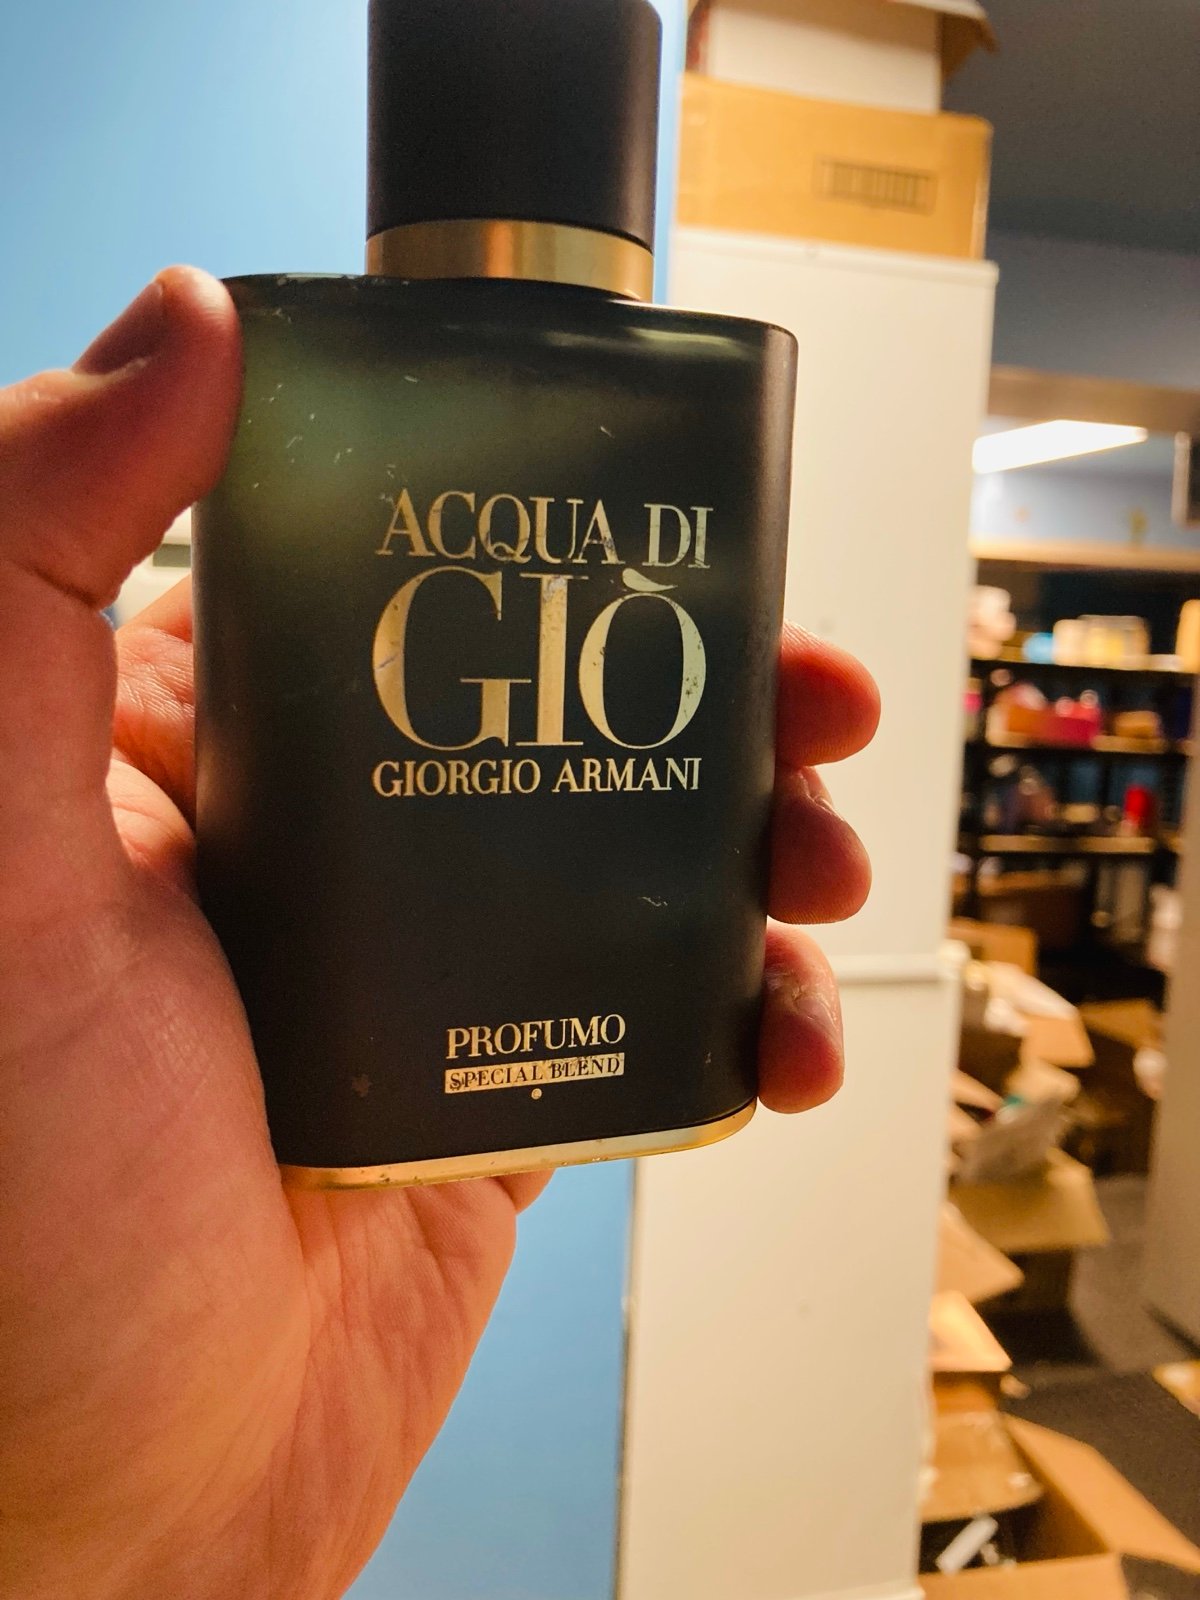 ACQUA DI
GIÒ
GIORGIO ARMANI
PROFUMO
SPECIAL BLEND